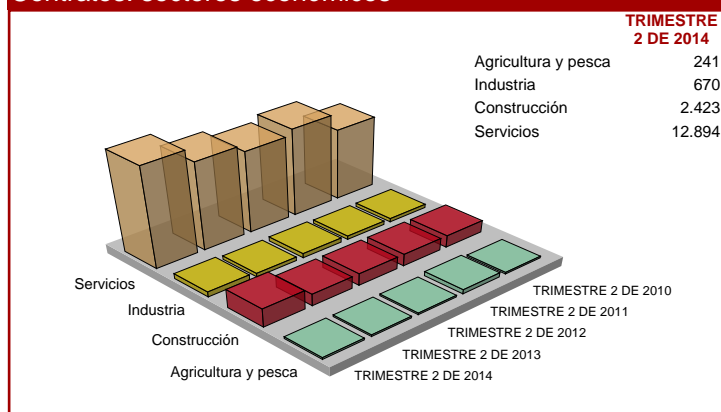 TRIMESTRE
2 DE 2014
Agricultura y pesca 241
Industria 670
Construcción 2.423
Servicios 12.894
Servicios
Industria
Construcción
Agricultura y pesca
TRIMESTRE 2 DE 2010
TRIMESTRE 2 DE 2011
TRIMESTRE 2 DE 2012
TRIMESTRE 2 DE 2013
TRIMESTRE 2 DE 2014